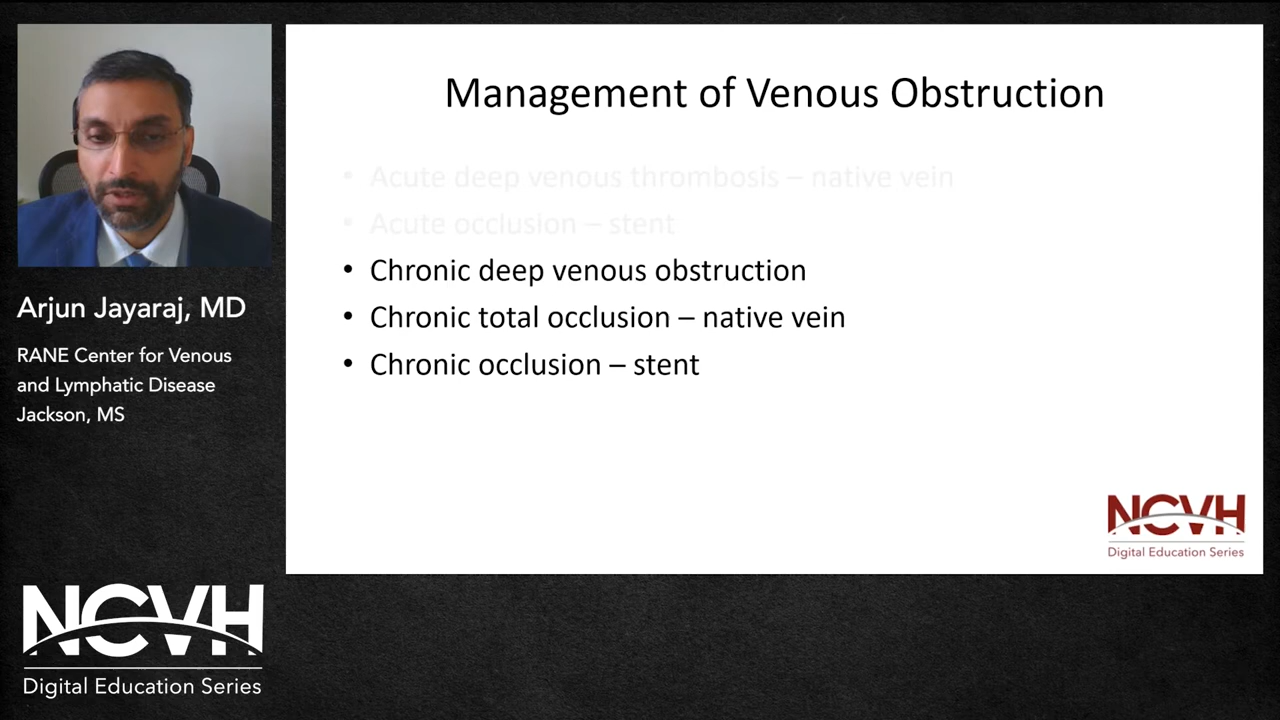 Management of Venous Obstruction
• Acute deep venous thrombosis – native vein
• Acute occlusion – stent
• Chronic deep venous obstruction
• Chronic total occlusion – native vein
• Chronic occlusion – stent
NCVH
Digital Education Series
Arjun Jayaraj, MD
RANE Center for Venous
and Lymphatic Disease
Jackson, MS
NCVH
Digital Education Series